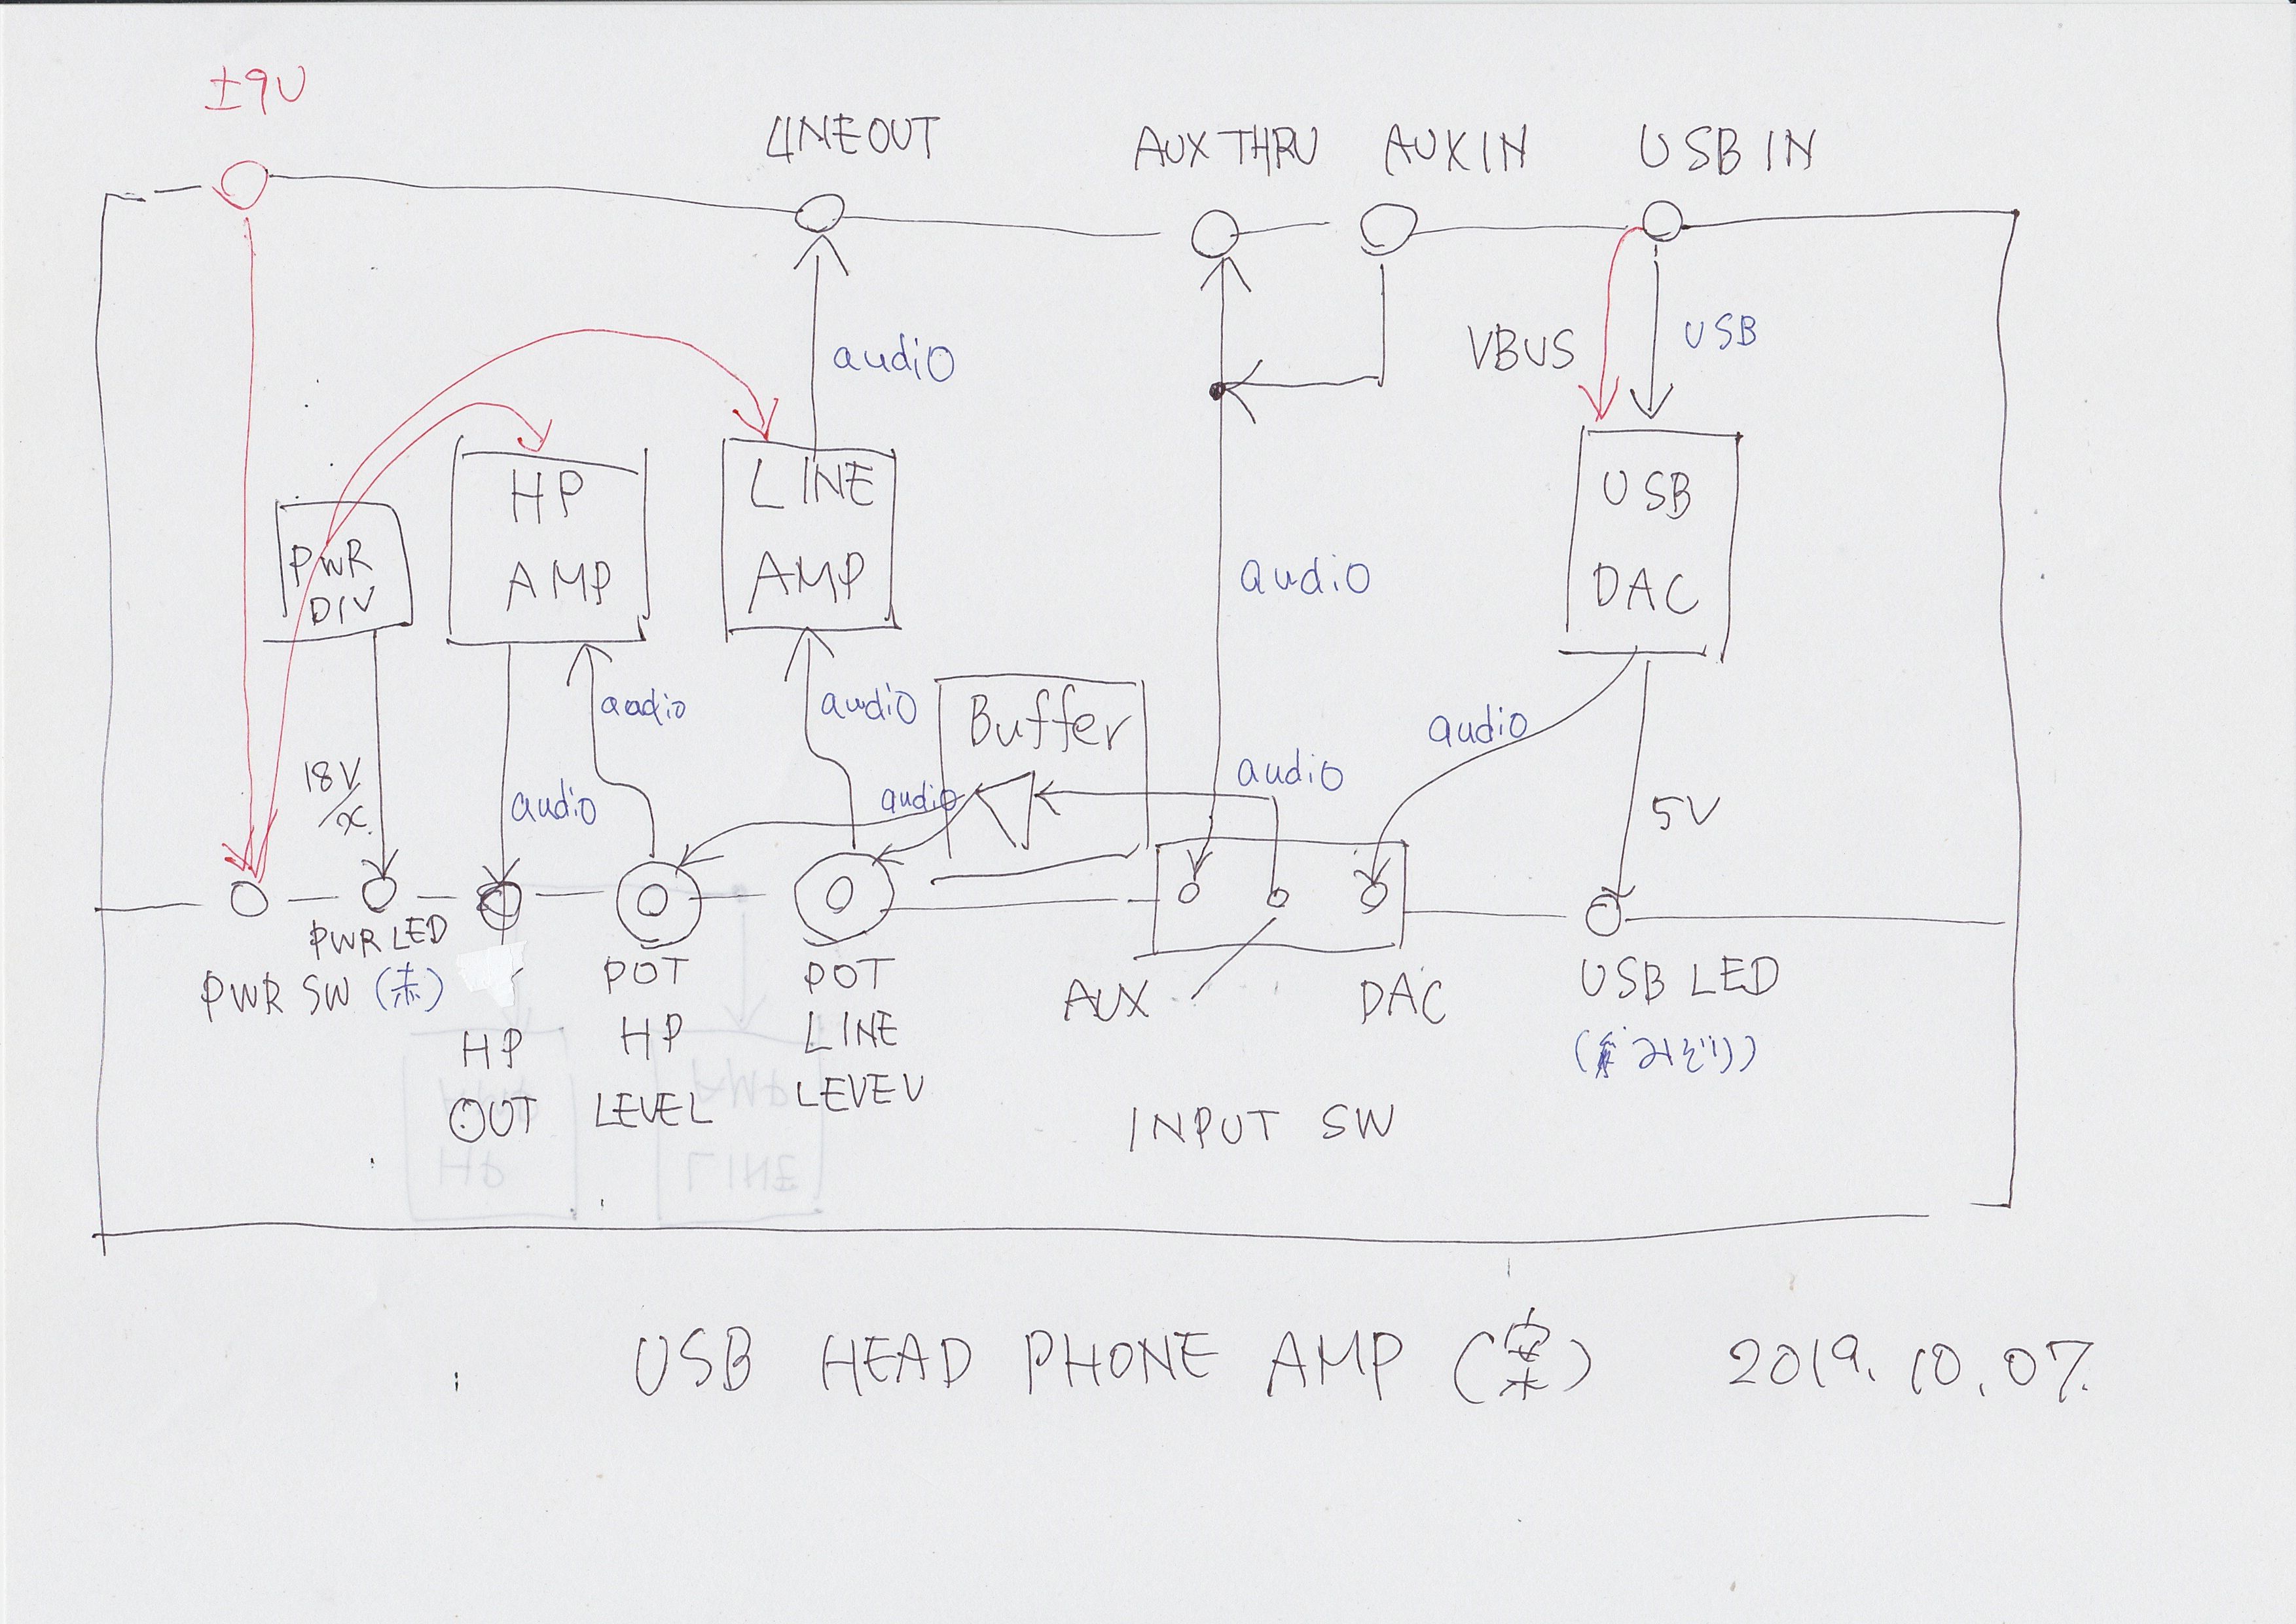 ±9V
LINEOUT
AUX THRU
AUX IN
USB IN
audio
VBUS
USB
HP
AMP
LINE
AMP
USB
DAC
PWR
DIV
audio
audio
audio
Buffer
audio
18V
/x.
audio
audio
audio
5V
PWR LED
PWR SW (赤)
HP
OUT
POT
HP
LEVEL
POT
LINE
LEVEV
AUX
DAC
INPUT SW
USB LED
(みどり)
USB HEAD PHONE AMP (案) 2019.10.07.